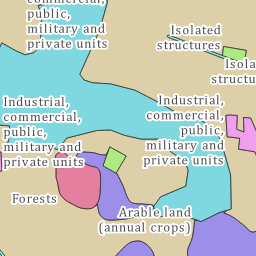 commercial,
public,
military and
private units
Isolated
structures
Isola
structu
Industrial,
commercial,
public,
military and
private units
Industrial,
commercial,
public,
military and
private units
Forests
Arable land
(annual crops)